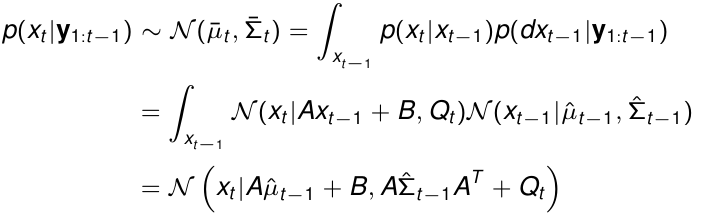 p(x_t|y_{1:t−1}) ∼ 𝒩(μ̄_t, Σ̄_t) = ∫_{x_{t−1}} p(x_t|x_{t−1})p(dx_{t−1}|y_{1:t−1})
= ∫_{x_{t−1}} 𝒩(x_t|Ax_{t−1} + B, Q_t)𝒩(x_{t−1}|μ̂_{t−1}, Σ̂_{t−1})
= 𝒩(x_t|Aμ̂_{t−1} + B, AΣ̂_{t−1}A^T + Q_t)